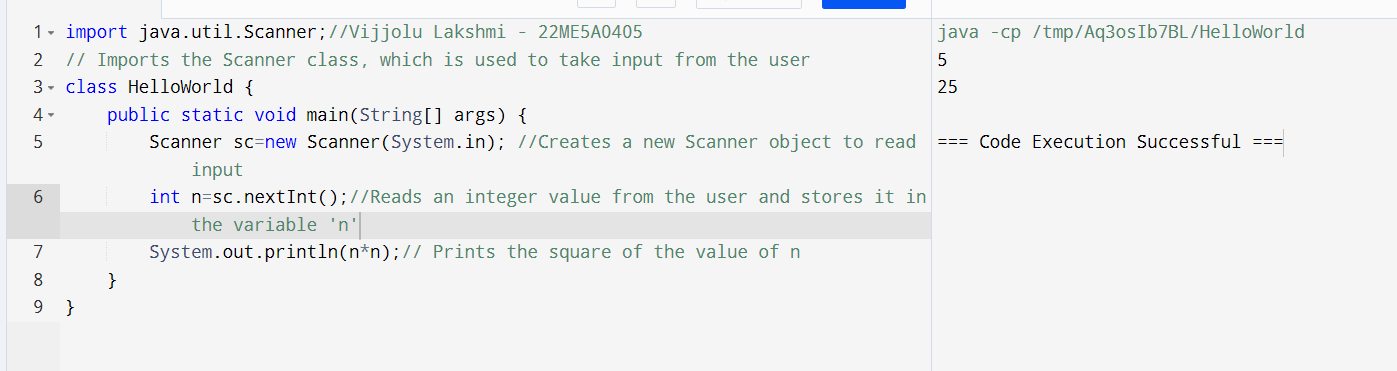 1 import java.util.Scanner;//Vijjolu Lakshmi - 22ME5A0405
2 // Imports the Scanner class, which is used to take input from the user
3 class HelloWorld {
4 public static void main(String[] args) {
5 Scanner sc=new Scanner(System.in); //Creates a new Scanner object to read
input
6 int n=sc.nextInt();//Reads an integer value from the user and stores it in
the variable 'n'
7 System.out.println(n*n);// Prints the square of the value of n
8 }
9 }
java -cp /tmp/Aq3osIb7BL/HelloWorld
5
25
=== Code Execution Successful ===